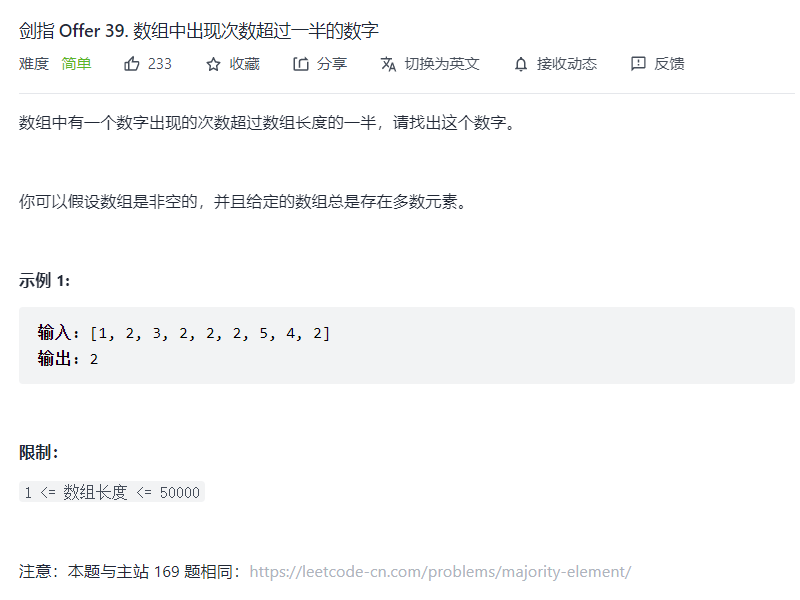 剑指 Offer 39. 数组中出现次数超过一半的数字
难度 简单 233 收藏 分享 切换为英文 接收动态 反馈
数组中有一个数字出现的次数超过数组长度的一半，请找出这个数字。
你可以假设数组是非空的，并且给定的数组总是存在多数元素。
示例 1:
输入: [1, 2, 3, 2, 2, 2, 5, 4, 2]
输出: 2
限制：
1 <= 数组长度 <= 50000
注意：本题与主站 169 题相同：https://leetcode-cn.com/problems/majority-element/